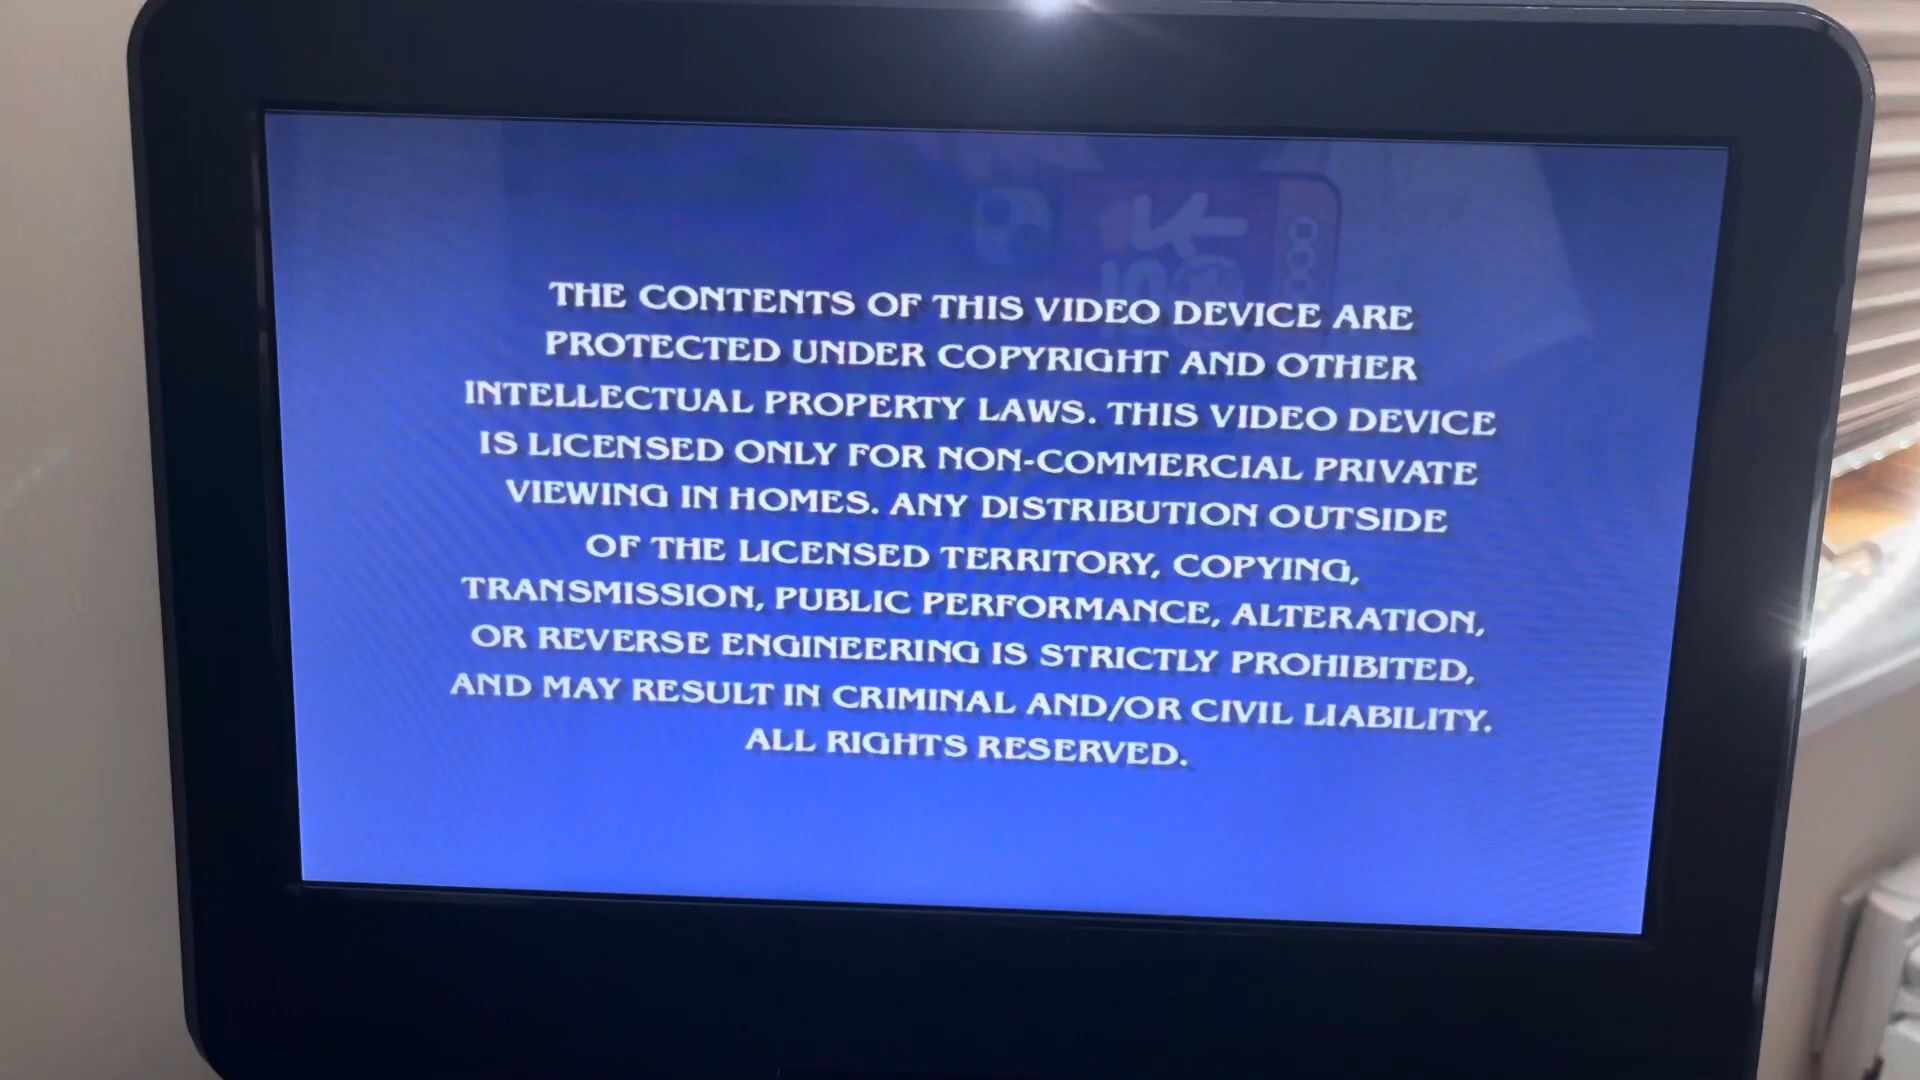 THE CONTENTS OF THIS VIDEO DEVICE ARE
PROTECTED UNDER COPYRIGHT AND OTHER
INTELLECTUAL PROPERTY LAWS. THIS VIDEO DEVICE
IS LICENSED ONLY FOR NON-COMMERCIAL PRIVATE
VIEWING IN HOMES. ANY DISTRIBUTION OUTSIDE
OF THE LICENSED TERRITORY, COPYING,
TRANSMISSION, PUBLIC PERFORMANCE, ALTERATION,
OR REVERSE ENGINEERING IS STRICTLY PROHIBITED,
AND MAY RESULT IN CRIMINAL AND/OR CIVIL LIABILITY.
ALL RIGHTS RESERVED.